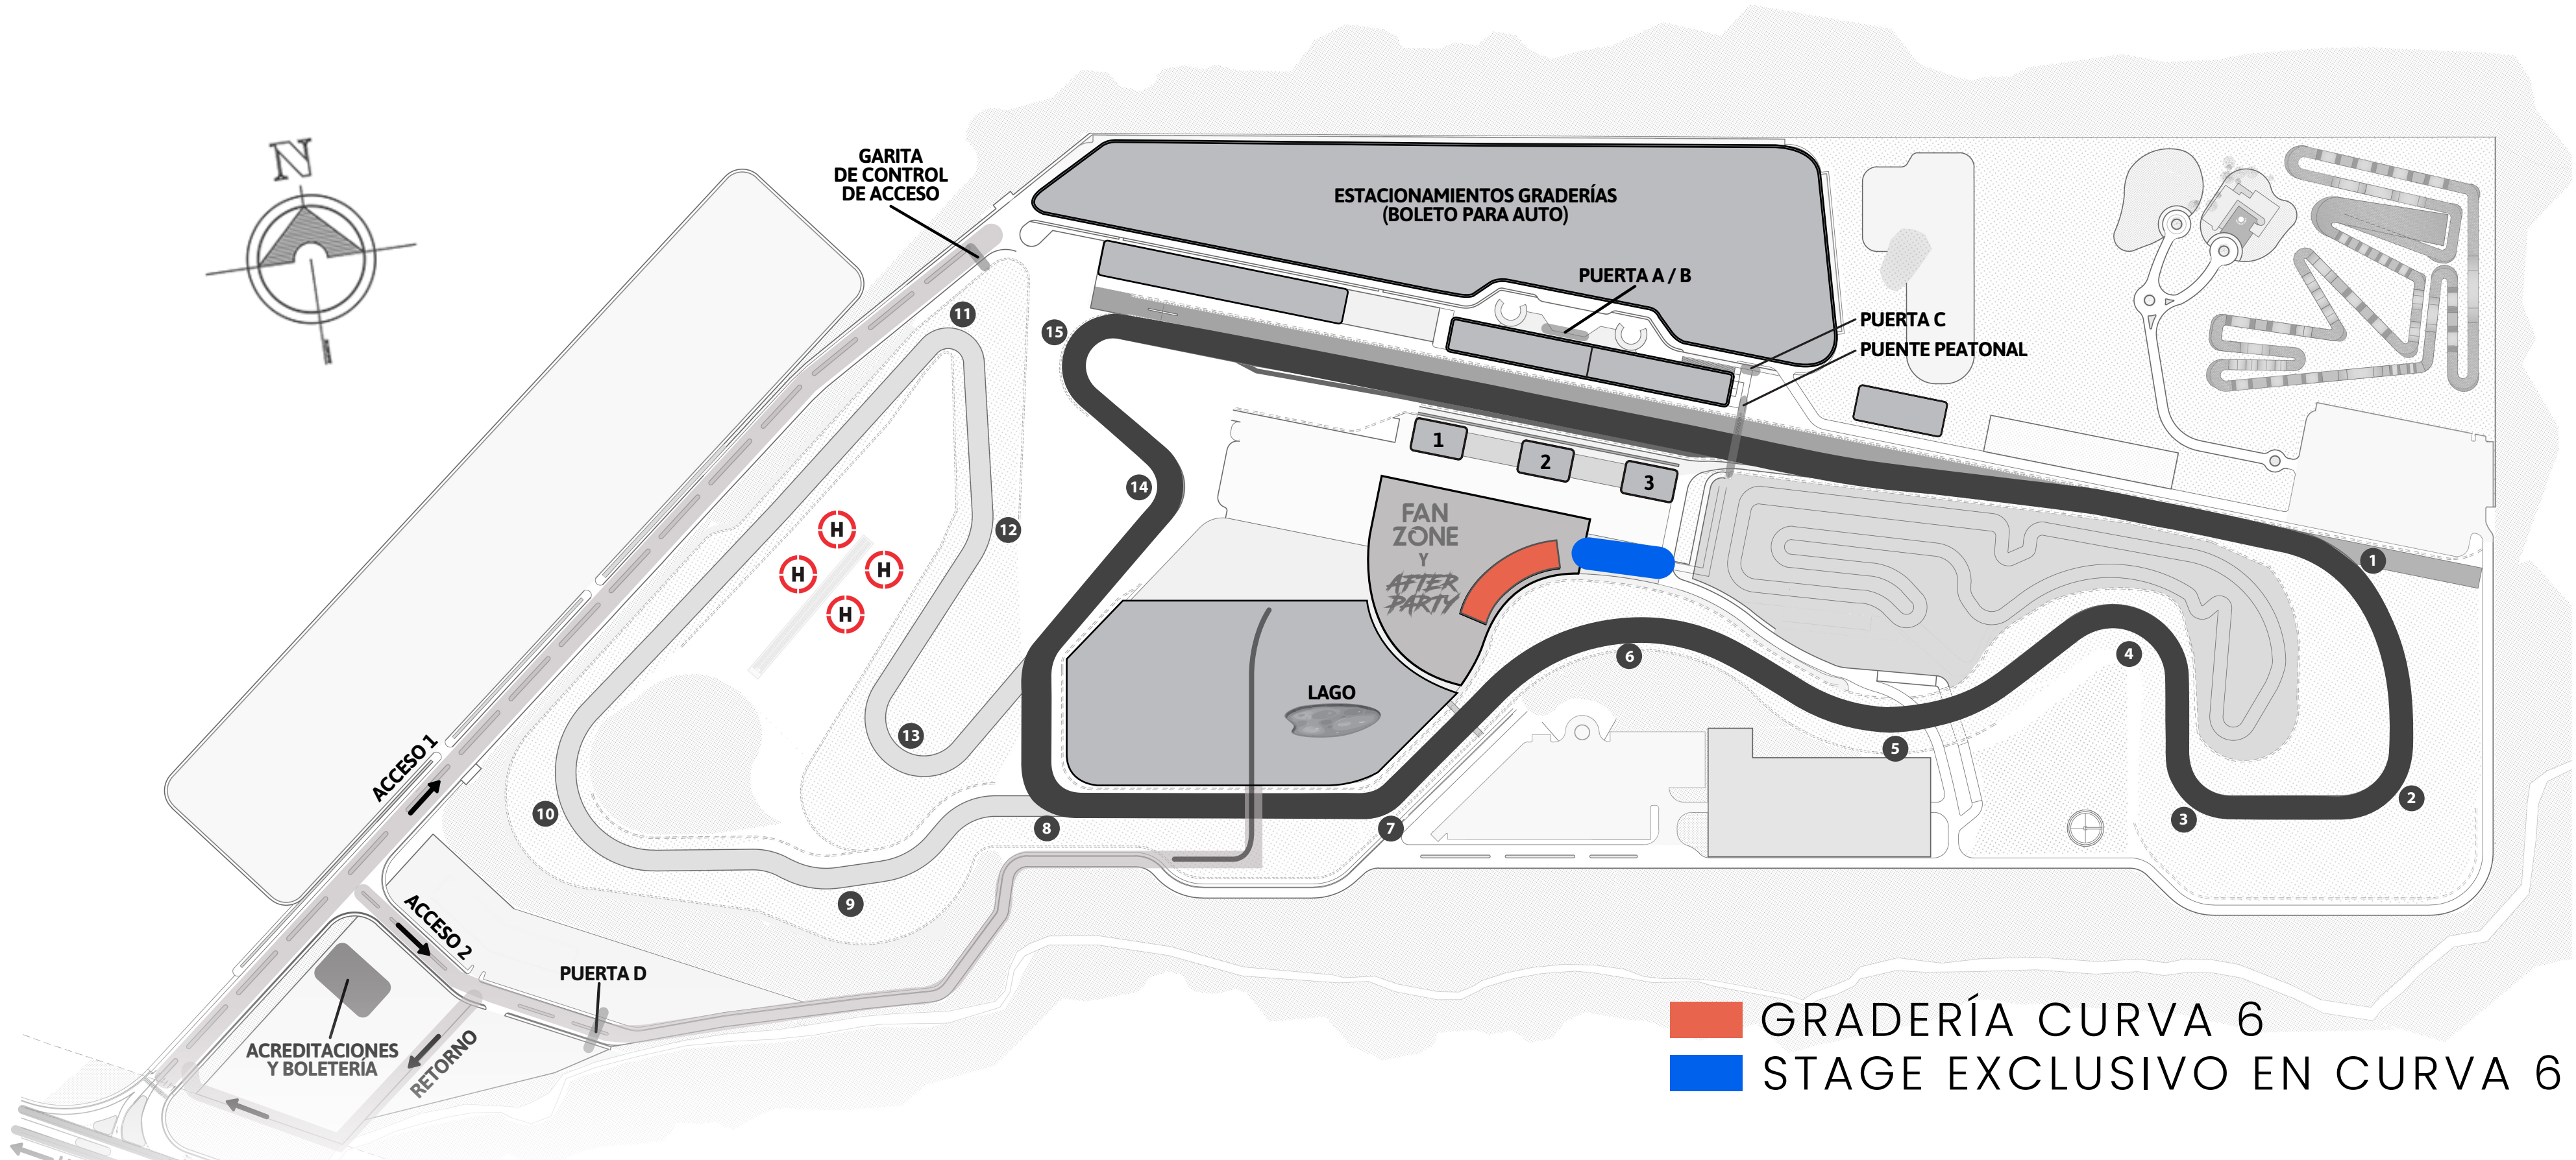 N
GARITA
DE CONTROL
DE ACCESO
ESTACIONAMIENTOS GRADERÍAS
(BOLETO PARA AUTO)
PUERTA A / B
PUERTA C
PUENTE PEATONAL
11
15
1
2
3
14
12
H
H
H
H
FAN
ZONE
Y
AFTER
PARTY
1
6
4
LAGO
13
5
ACCESO 1
10
8
7
3
2
9
ACCESO 2
PUERTA D
ACREDITACIONES
Y BOLETERÍA
RETORNO
GRADERÍA CURVA 6
STAGE EXCLUSIVO EN CURVA 6